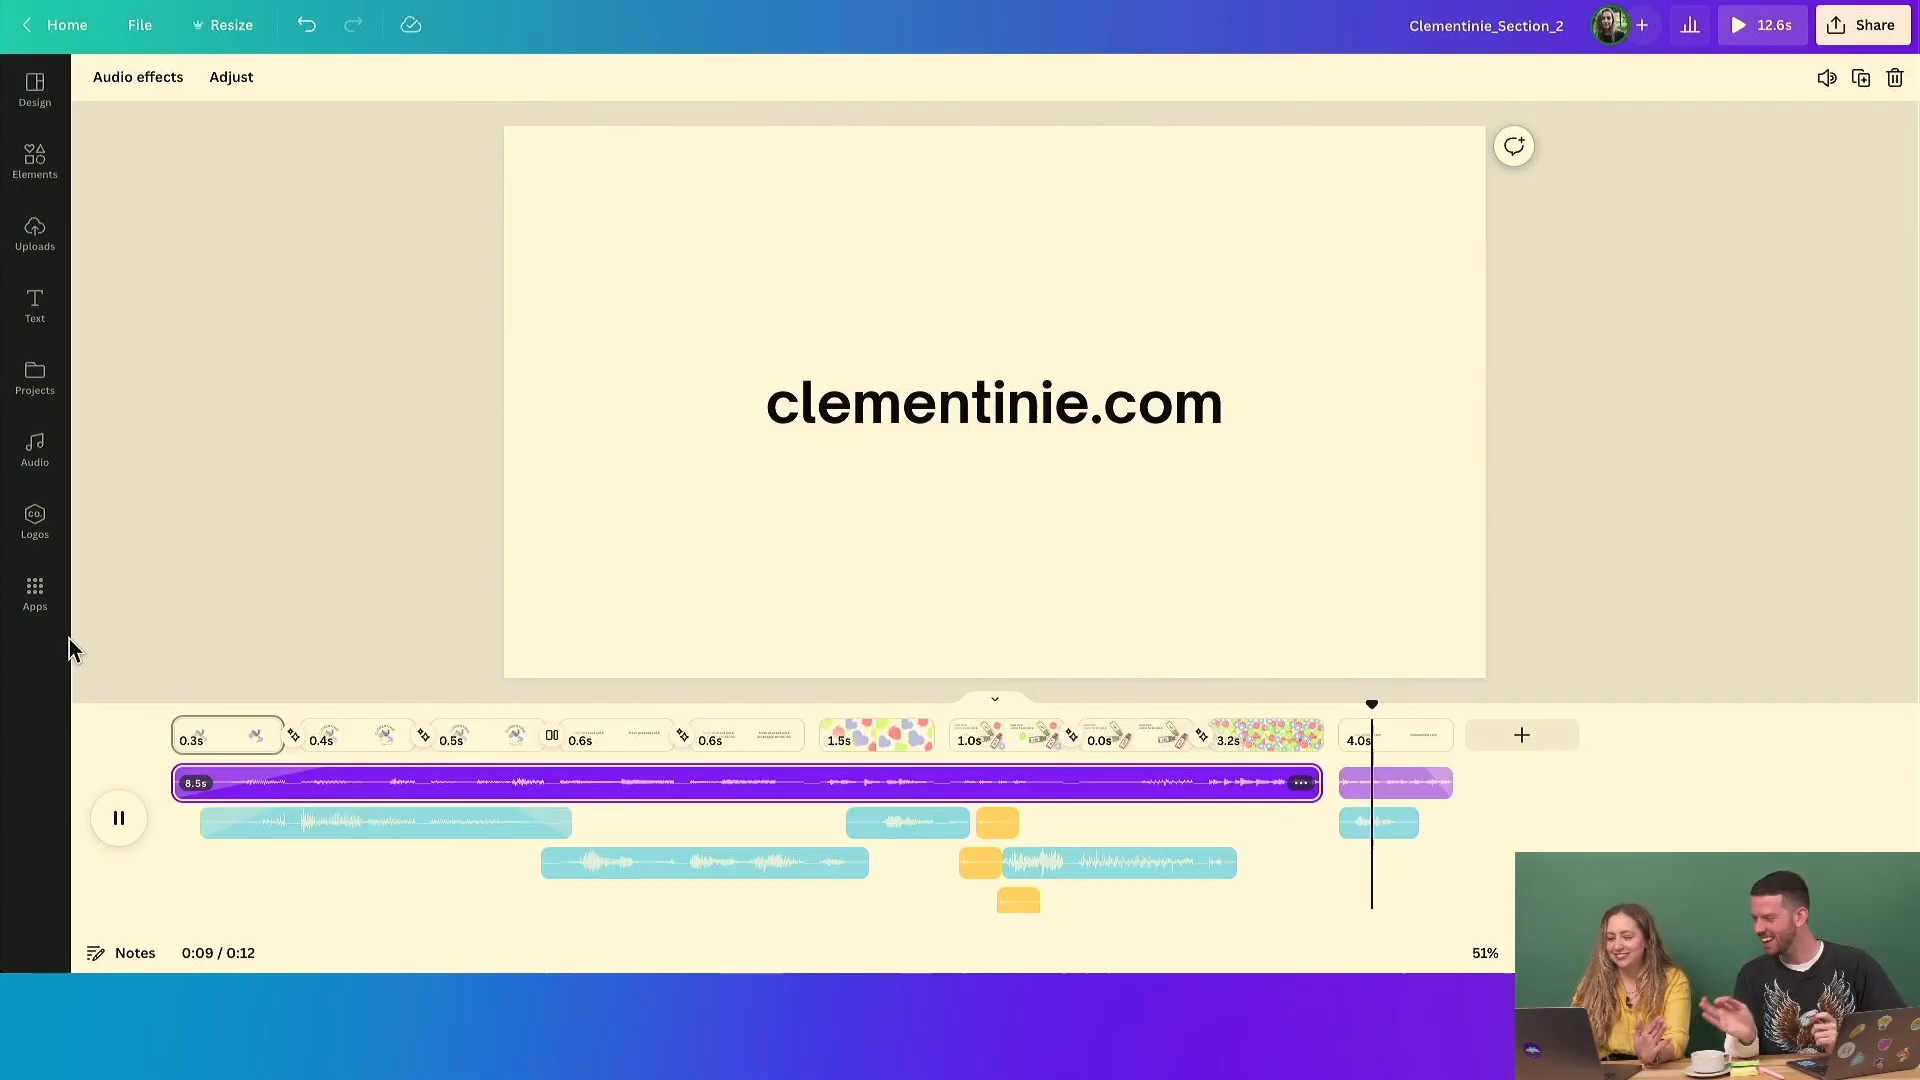 Home
File
Resize
Clementinie_Section_2
12.6s
Share
Audio effects
Adjust
Design
Elements
Uploads
Text
Projects
Audio
CO.
Logos
Apps
clementinie.com
0.3s
0.4s
0.5s
0.6s
0.6s
1.5s
1.0s
0.0s
3.2s
4.0s
8.5s
Notes
0:09 / 0:12
51%